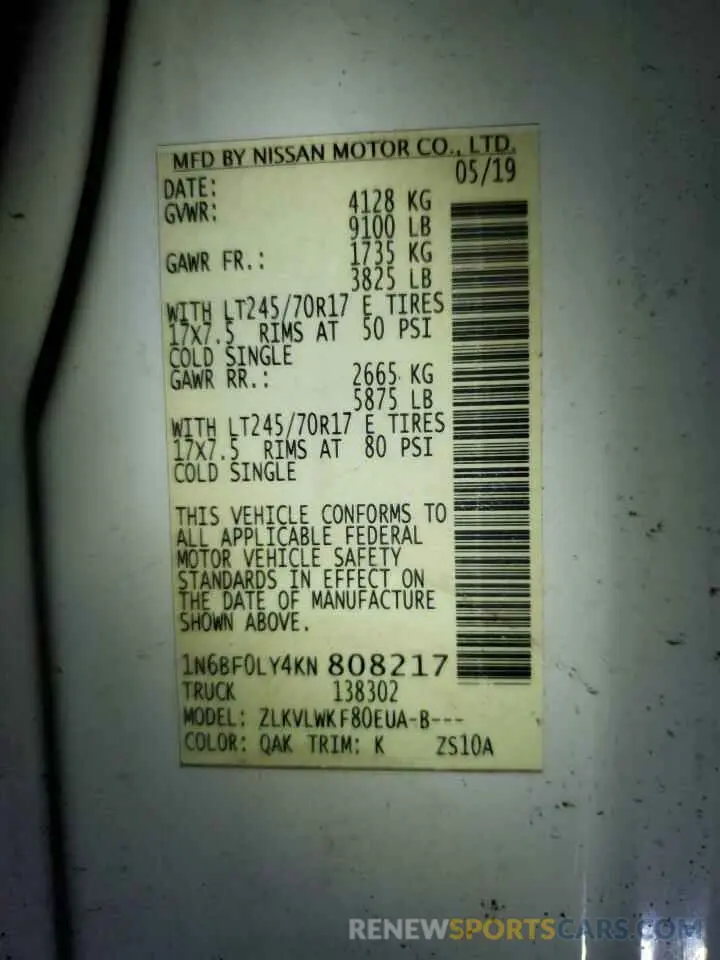 MFD BY NISSAN MOTOR CO., LTD.
DATE: 05/19
GVWR: 4128 KG
9100 LB
GAWR FR.: 1735 KG
3825 LB
WITH LT245/70R17 E TIRES
17X7.5 RIMS AT 50 PSI
COLD SINGLE
GAWR RR.: 2665 KG
5875 LB
WITH LT245/70R17 E TIRES
17X7.5 RIMS AT 80 PSI
COLD SINGLE
THIS VEHICLE CONFORMS TO
ALL APPLICABLE FEDERAL
MOTOR VEHICLE SAFETY
STANDARDS IN EFFECT ON
THE DATE OF MANUFACTURE
SHOWN ABOVE.
1N6BF0LY4KN 808217
TRUCK 138302
MODEL: ZLKVLWKF80EUA-B---
COLOR: QAK TRIM: K ZS10A
RENEWSPORTSCARS.COM